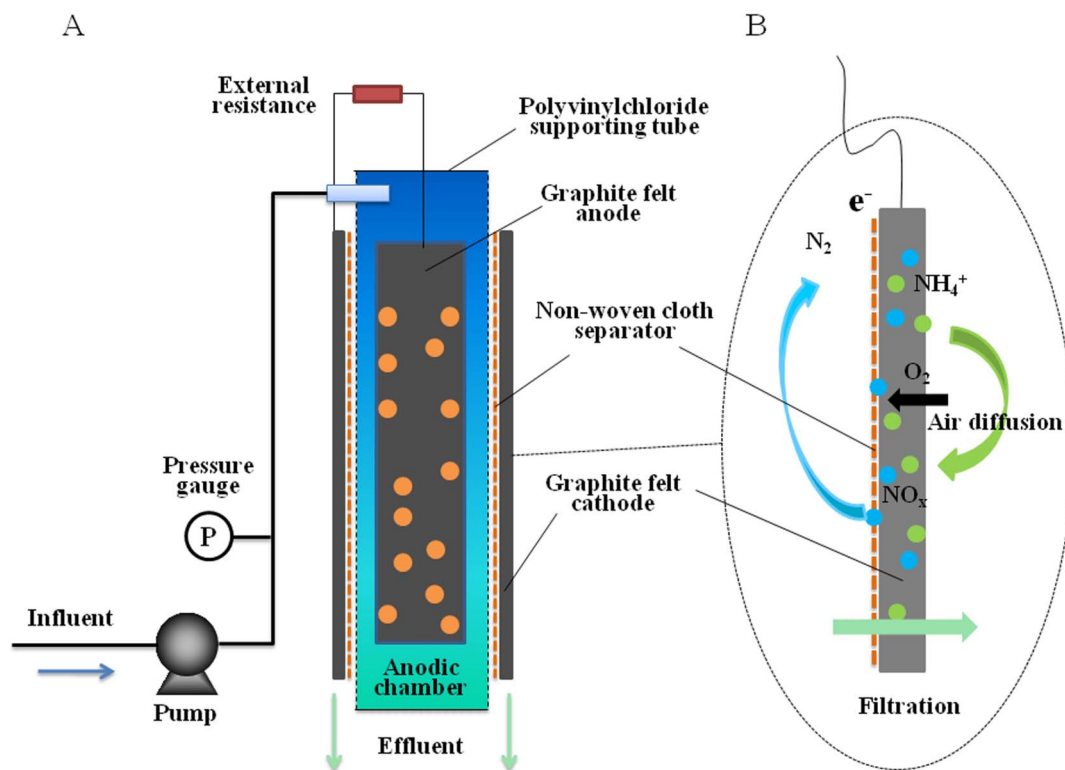 A
External
resistance
Polyvinylchloride
supporting tube
Graphite felt
anode
Non-woven cloth
separator
Pressure
gauge
P
Graphite felt
cathode
Influent
Pump
Anodic
chamber
Effluent
B
e⁻
N₂
NH₄⁺
O₂
Air diffusion
NOₓ
Filtration